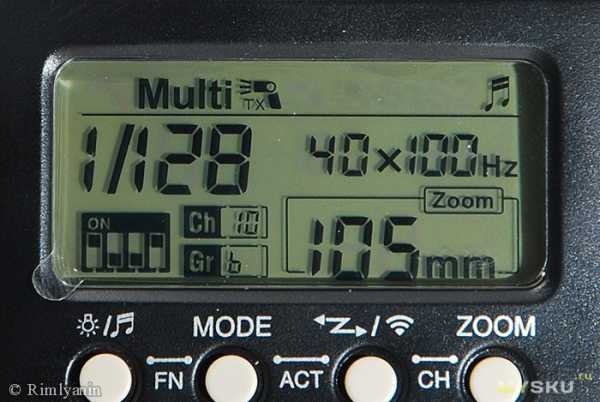 Multi TX
1/128 40×100Hz
Zoom
ON Ch 10 105mm
Gr b
MODE / ZOOM
FN ACT CH
© Rimlyanin MYSKU.ru